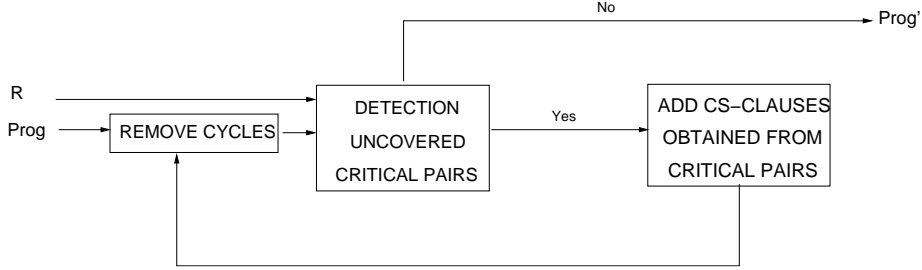 No
Prog'
R
Prog
REMOVE CYCLES
DETECTION
UNCOVERED
CRITICAL PAIRS
Yes
ADD CS−CLAUSES
OBTAINED FROM
CRITICAL PAIRS